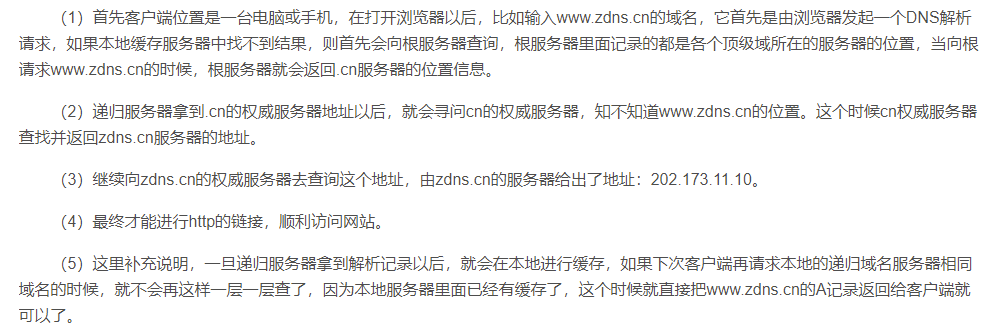 （1）首先客户端位置是一台电脑或手机，在打开浏览器以后，比如输入www.zdns.cn的域名，它首先是由浏览器发起一个DNS解析
请求，如果本地缓存服务器中找不到结果，则首先会向根服务器查询，根服务器里面记录的都是各个顶级域所在的服务器的位置，当向根
请求www.zdns.cn的时候，根服务器就会返回.cn服务器的位置信息。
（2）递归服务器拿到.cn的权威服务器地址以后，就会寻问cn的权威服务器，知不知道www.zdns.cn的位置。这个时候cn权威服务器
查找并返回zdns.cn服务器的地址。
（3）继续向zdns.cn的权威服务器去查询这个地址，由zdns.cn的服务器给出了地址：202.173.11.10。
（4）最终才能进行http的链接，顺利访问网站。
（5）这里补充说明，一旦递归服务器拿到解析记录以后，就会在本地进行缓存，如果下次客户端再请求本地的递归域名服务器相同
域名的时候，就不会再这样一层一层查了，因为本地服务器里面已经有缓存了，这个时候就直接把www.zdns.cn的A记录返回给客户端就
可以了。